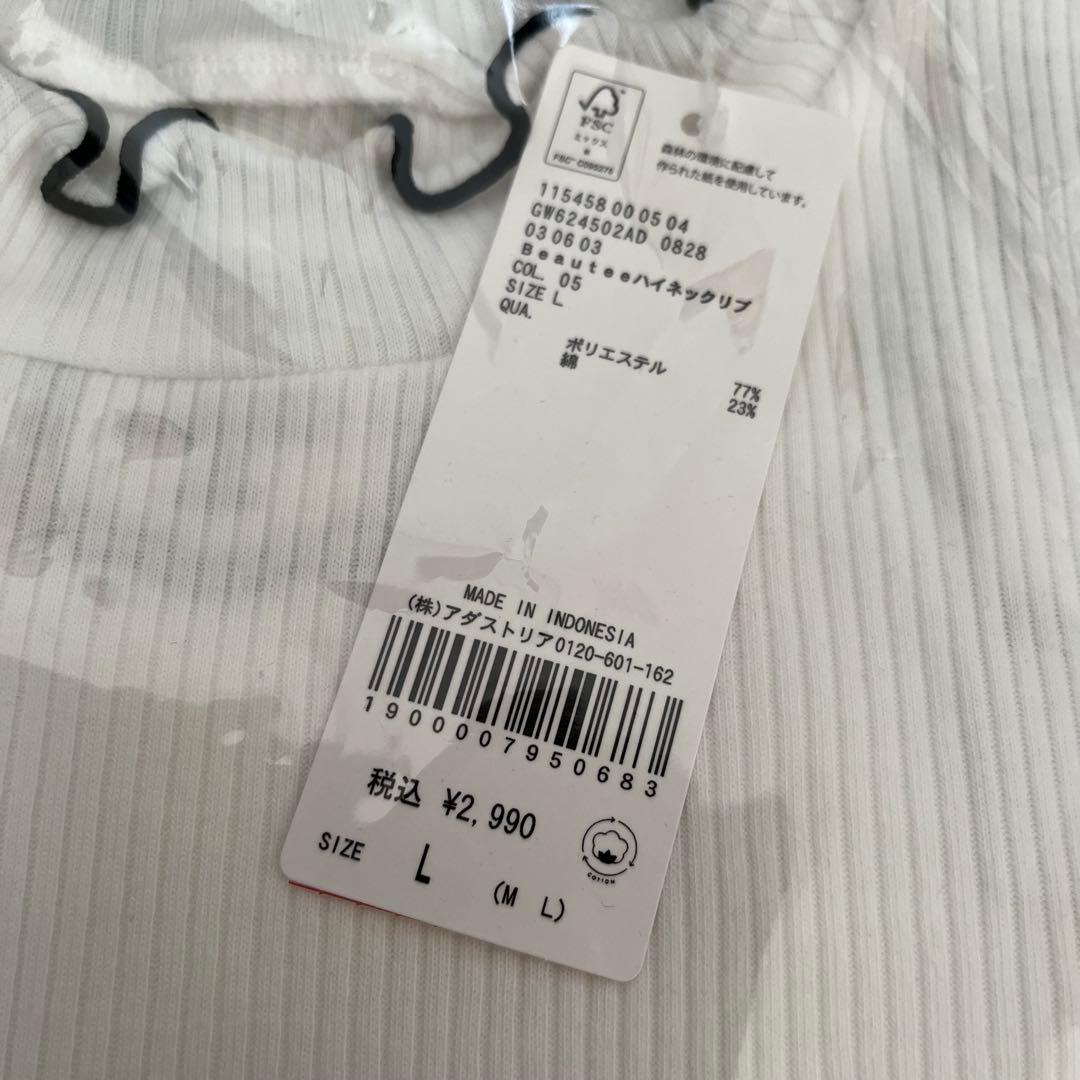 FSC
ミックス
FSC™ C095275
森林の環境に配慮して
作られた紙を使用しています。
115458 00 05 04
GW624502AD 0828
03 06 03
Beauteeハイネックリブ
COL. 05
SIZE L
QUA.
ポリエステル 77%
綿 23%
MADE IN INDONESIA
(株)アダストリア0120-601-162
1900007950683
税込 ¥2,990
SIZE L (M L)
COTTON